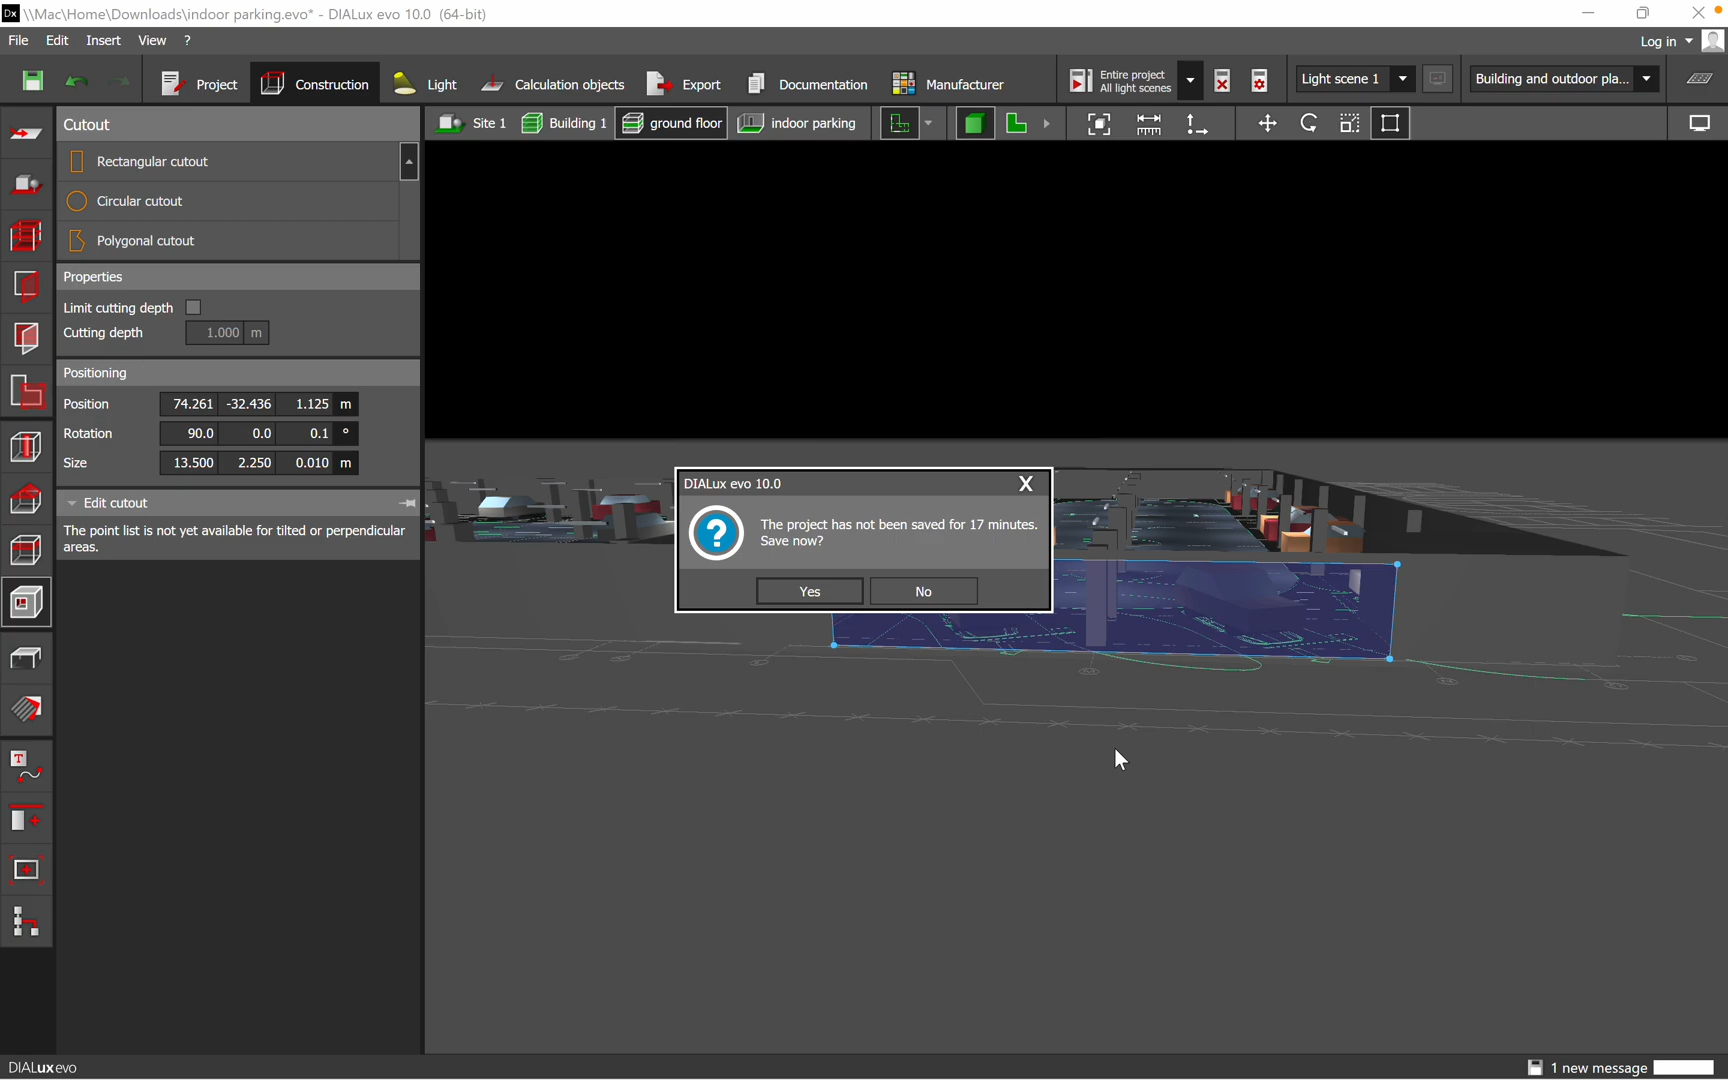 Dx \\Mac\Home\Downloads\indoor parking.evo* - DIALux evo 10.0 (64-bit)
File Edit Insert View ? Log in
Project Construction Light Calculation objects Export Documentation Manufacturer Entire project Light scene 1 Building and outdoor pla...
All light scenes
Cutout Site 1 Building 1 ground floor indoor parking
Rectangular cutout
Circular cutout
Polygonal cutout
Properties
Limit cutting depth
Cutting depth 1.000 m
Positioning
Position 74.261 -32.436 1.125 m
Rotation 90.0 0.0 0.1 °
Size 13.500 2.250 0.010 m
Edit cutout
The point list is not yet available for tilted or perpendicular
areas.
DIALux evo 10.0 X
The project has not been saved for 17 minutes.
Save now?
Yes No
DIALux evo 1 new message